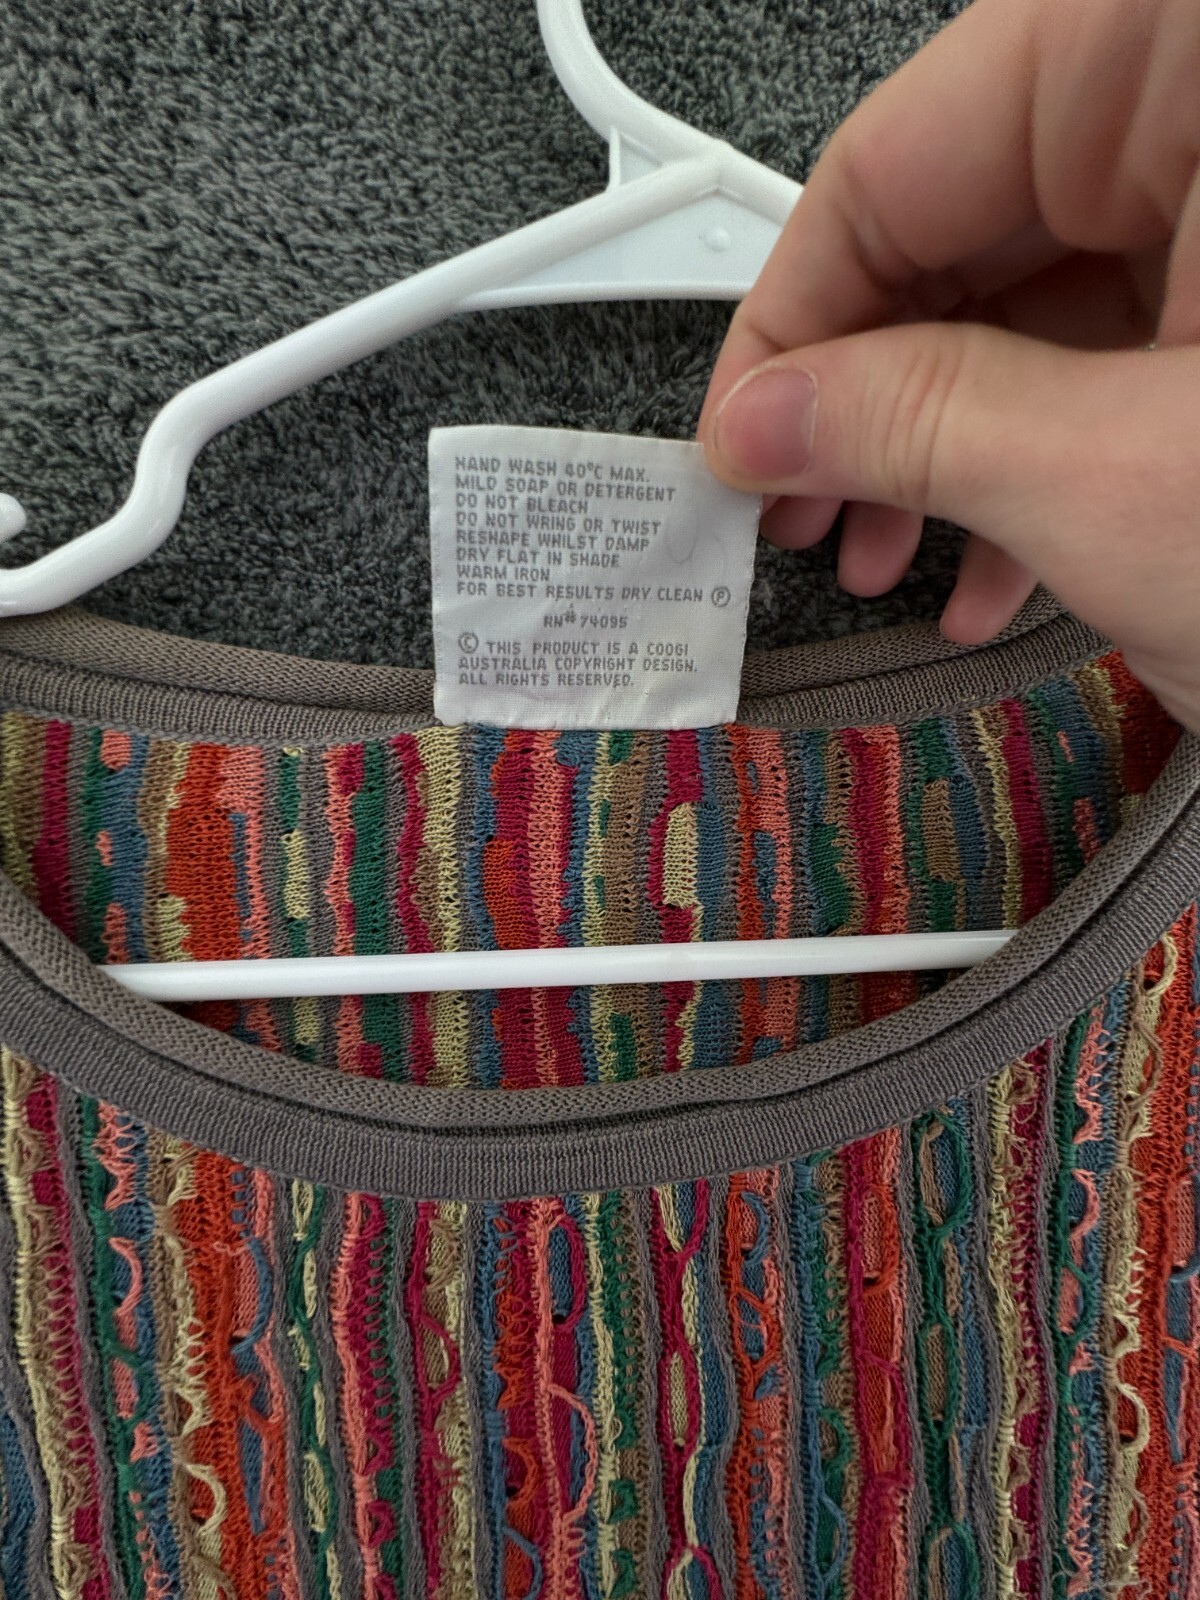 HAND WASH 40°C MAX.
MILD SOAP OR DETERGENT
DO NOT BLEACH
DO NOT WRING OR TWIST
RESHAPE WHILST DAMP
DRY FLAT IN SHADE
WARM IRON
FOR BEST RESULTS DRY CLEAN Ⓟ
RN# 74095
© THIS PRODUCT IS A COOGI
AUSTRALIA COPYRIGHT DESIGN.
ALL RIGHTS RESERVED.